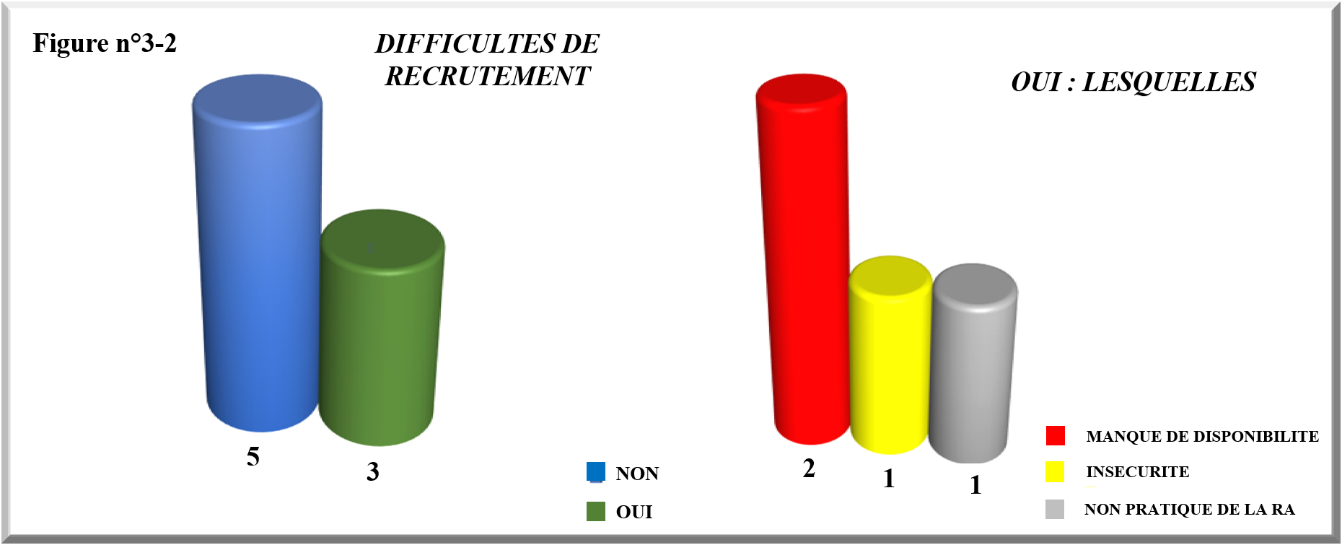 Figure n°3-2
DIFFICULTES DE
RECRUTEMENT
5
3
NON
OUI
OUI : LESQUELLES
2
1
1
MANQUE DE DISPONIBILITE
INSECURITE
NON PRATIQUE DE LA RA